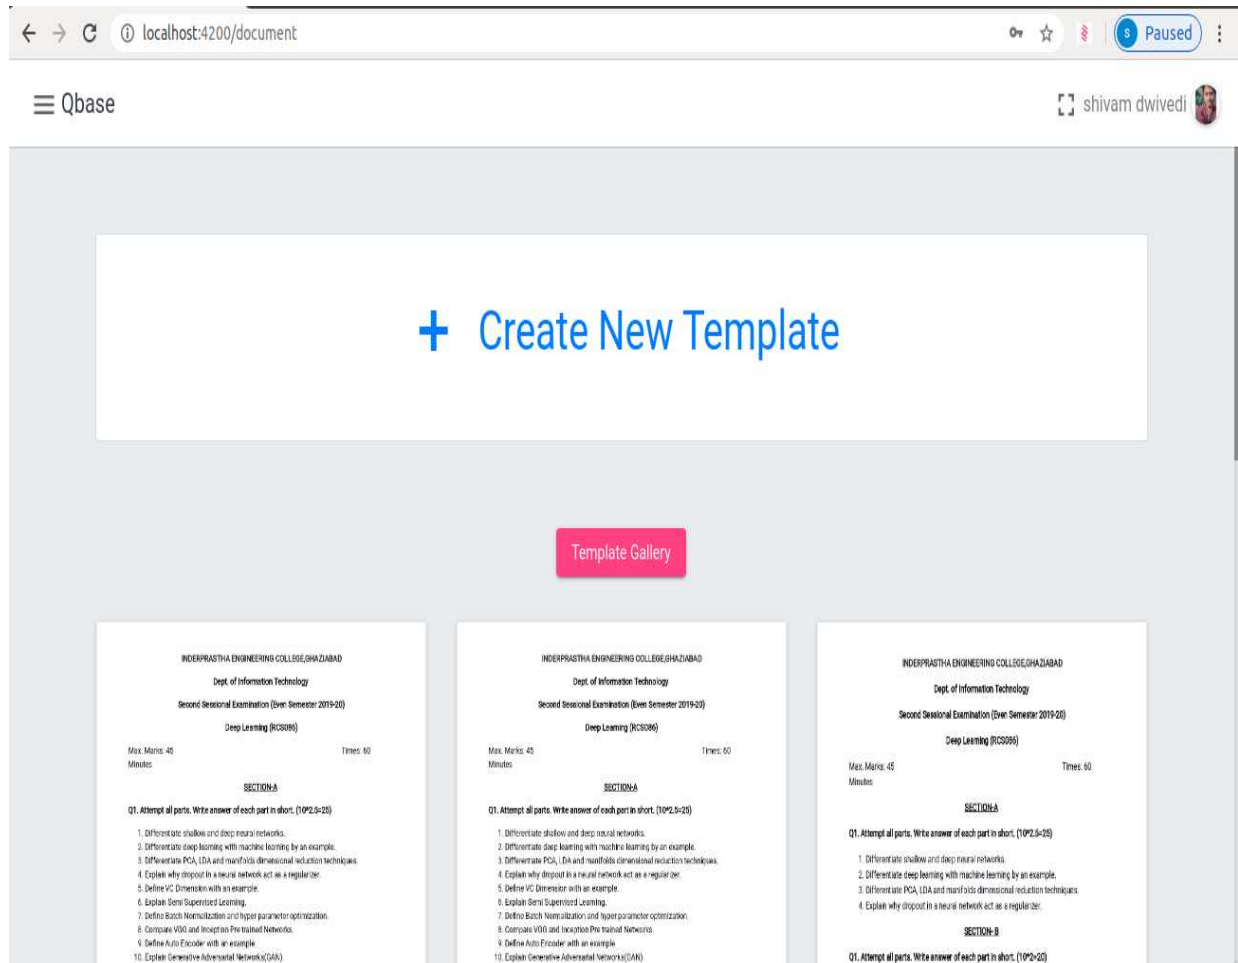 localhost:4200/document
s Paused
Qbase
shivam dwivedi
+ Create New Template
Template Gallery
INDERPRASTHA ENGINEERING COLLEGE,GHAZIABAD
Dept. of Information Technology
Second Sessional Examination (Even Semester 2019-20)
Deep Learning (RCS086)
Max. Marks: 45 Times: 60
Minutes
SECTION-A
Q1. Attempt all parts. Write answer of each part in short. (10*2.5=25)
1. Differentiate shallow and deep neural networks.
2. Differentiate deep learning with machine learning by an example.
3. Differentiate PCA, LDA and manifolds dimensional reduction techniques.
4. Explain why dropout in a neural network act as a regularizer.
5. Define VC Dimension with an example.
6. Explain Semi Supervised Learning.
7. Define Batch Normalization and hyper parameter optimization.
8. Compare VGG and Inception Pre trained Networks.
9. Define Auto Encoder with an example
10. Explain Generative Adversarial Networks(GAN)
INDERPRASTHA ENGINEERING COLLEGE,GHAZIABAD
Dept. of Information Technology
Second Sessional Examination (Even Semester 2019-20)
Deep Learning (RCS086)
Max. Marks: 45 Times: 60
Minutes
SECTION-A
Q1. Attempt all parts. Write answer of each part in short. (10*2.5=25)
1. Differentiate shallow and deep neural networks.
2. Differentiate deep learning with machine learning by an example.
3. Differentiate PCA, LDA and manifolds dimensional reduction techniques.
4. Explain why dropout in a neural network act as a regularizer.
5. Define VC Dimension with an example.
6. Explain Semi Supervised Learning.
7. Define Batch Normalization and hyper parameter optimization.
8. Compare VGG and Inception Pre trained Networks.
9. Define Auto Encoder with an example
10. Explain Generative Adversarial Networks(GAN)
INDERPRASTHA ENGINEERING COLLEGE,GHAZIABAD
Dept. of Information Technology
Second Sessional Examination (Even Semester 2019-20)
Deep Learning (RCS086)
Max. Marks: 45 Times: 60
Minutes
SECTION-A
Q1. Attempt all parts. Write answer of each part in short. (10*2.5=25)
1. Differentiate shallow and deep neural networks.
2. Differentiate deep learning with machine learning by an example.
3. Differentiate PCA, LDA and manifolds dimensional reduction techniques.
4. Explain why dropout in a neural network act as a regularizer.
SECTION- B
Q1. Attempt all parts. Write answer of each part in short. (10*2=20)